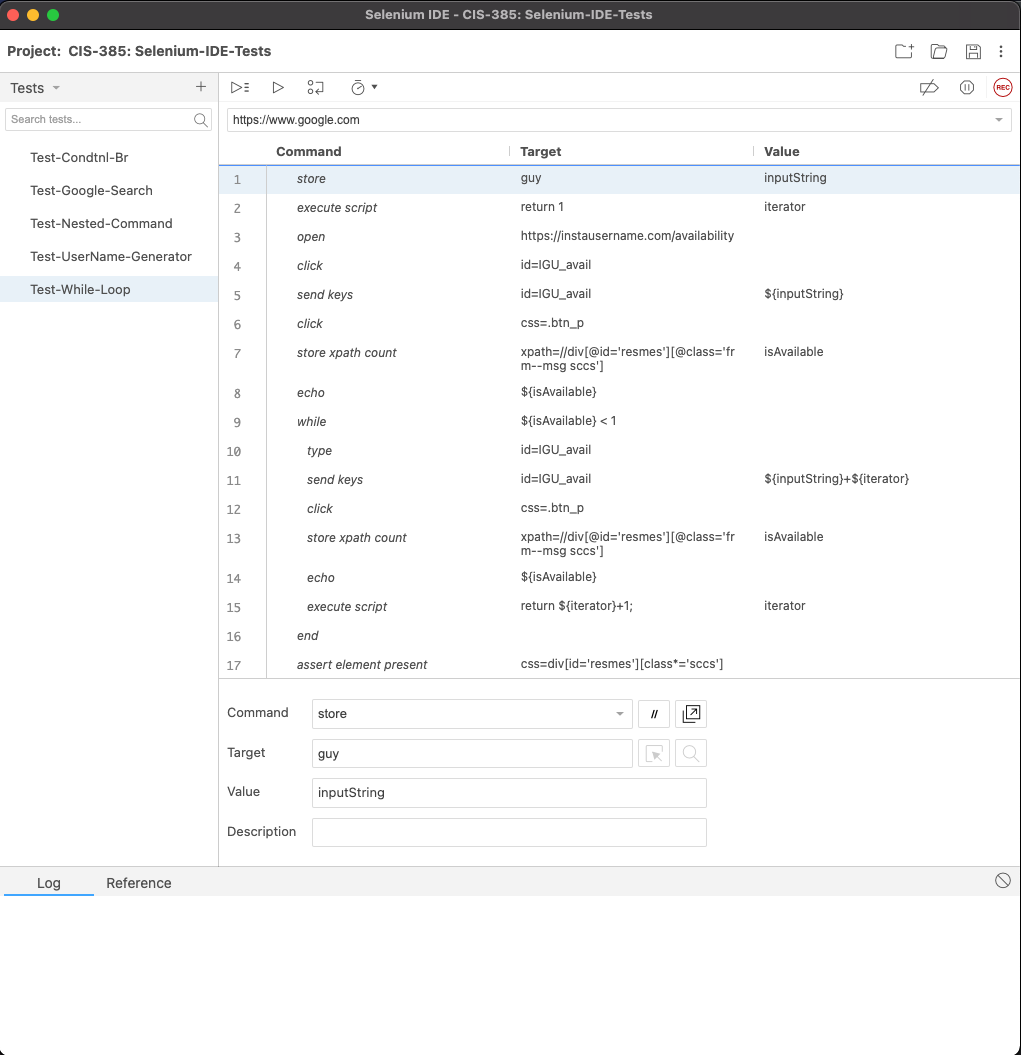 Selenium IDE - CIS-385: Selenium-IDE-Tests
Project: CIS-385: Selenium-IDE-Tests
Tests
REC
Search tests...
https://www.google.com
Test-Condtnl-Br
Test-Google-Search
Test-Nested-Command
Test-UserName-Generator
Test-While-Loop
Command Target Value
1 store guy inputString
2 execute script return 1 iterator
3 open https://instausername.com/availability
4 click id=IGU_avail
5 send keys id=IGU_avail ${inputString}
6 click css=.btn_p
7 store xpath count xpath=//div[@id='resmes'][@class='fr isAvailable
m--msg sccs']
8 echo ${isAvailable}
9 while ${isAvailable} < 1
10 type id=IGU_avail
11 send keys id=IGU_avail ${inputString}+${iterator}
12 click css=.btn_p
13 store xpath count xpath=//div[@id='resmes'][@class='fr isAvailable
m--msg sccs']
14 echo ${isAvailable}
15 execute script return ${iterator}+1; iterator
16 end
17 assert element present css=div[id='resmes'][class*='sccs']
Command store //
Target guy
Value inputString
Description
Log Reference